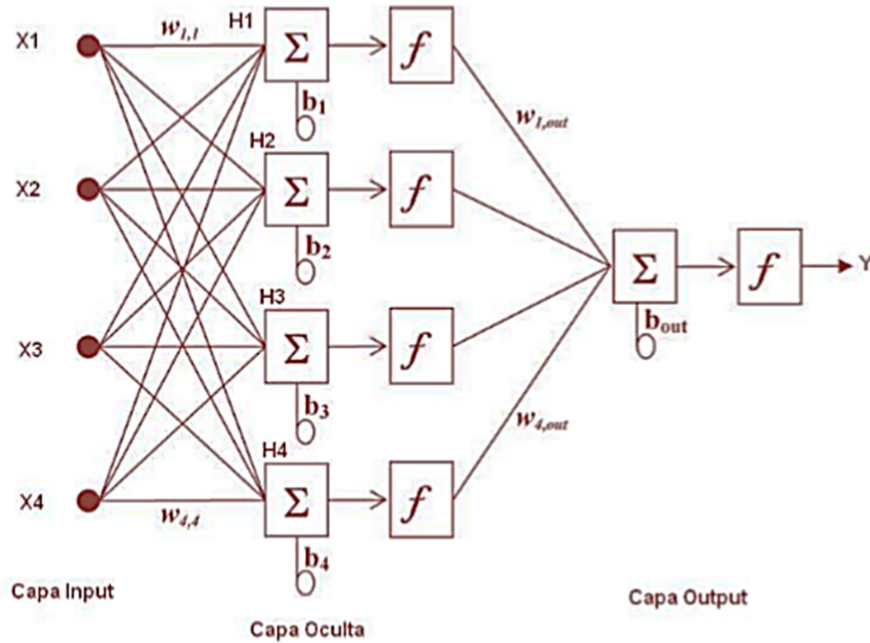 X1
w1,1
H1
Σ
f
b1
w1,out
X2
H2
Σ
f
b2
Σ
f
Y
bout
X3
H3
Σ
f
b3
w4,out
X4
w4,4
H4
Σ
f
b4
Capa Input
Capa Oculta
Capa Output